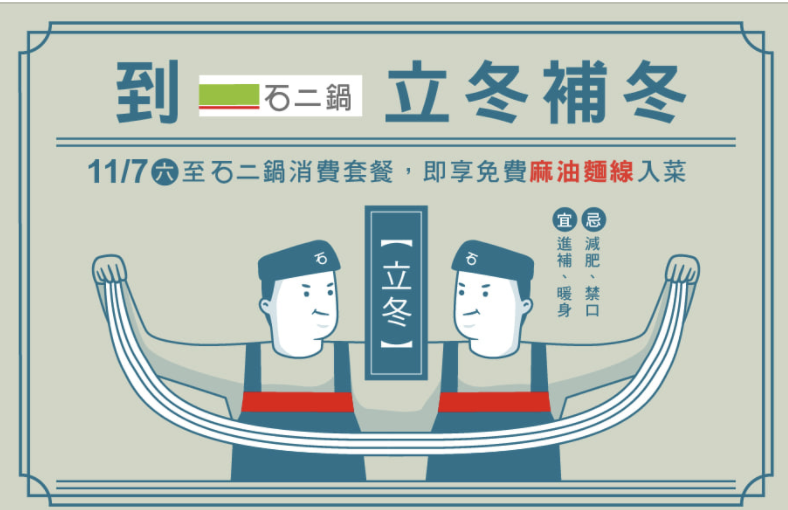 到 石二鍋 立冬補冬
11/7 六 至石二鍋消費套餐，即享免費麻油麵線入菜
石
【立冬】
石
忌 減肥、禁口
宜 進補、暖身